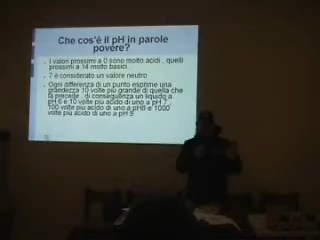 Che cos'é il pH in parole
povere?
I valori prossimi a 0 sono molto acidi , quelli
prossimi a 14 molto basici .
7 é considerato un valore neutro
Ogni differenza di un punto esprime una
grandezza 10 volte più grande di quella che
la precede , di conseguenza un liquido a
pH 6 é 10 volte più acido di uno a pH 7 ,
100 volte più acido di uno a pH8 e 1000
volte più acido di uno a pH 9